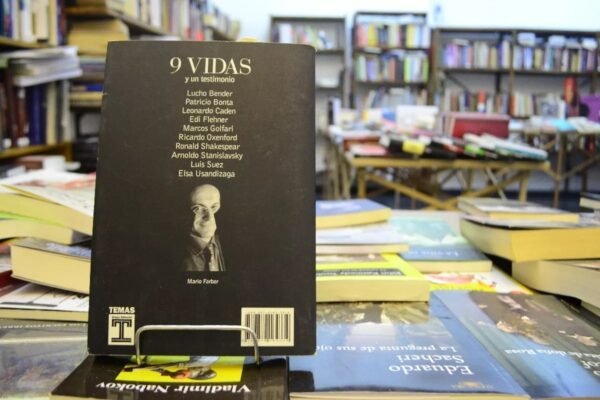 9 VIDAS
y un testimonio
Lucho Bender
Patricio Bonta
Leonardo Caden
Edi Flehner
Marcos Golfari
Ricardo Oxenford
Ronald Shakespear
Arnoldo Stanislavsky
Luis Suez
Elsa Usandizaga
Mario Farber
TEMAS
T
Vladimir Nabokov
Eduardo
Sacheri
La pregunta de sus ojos